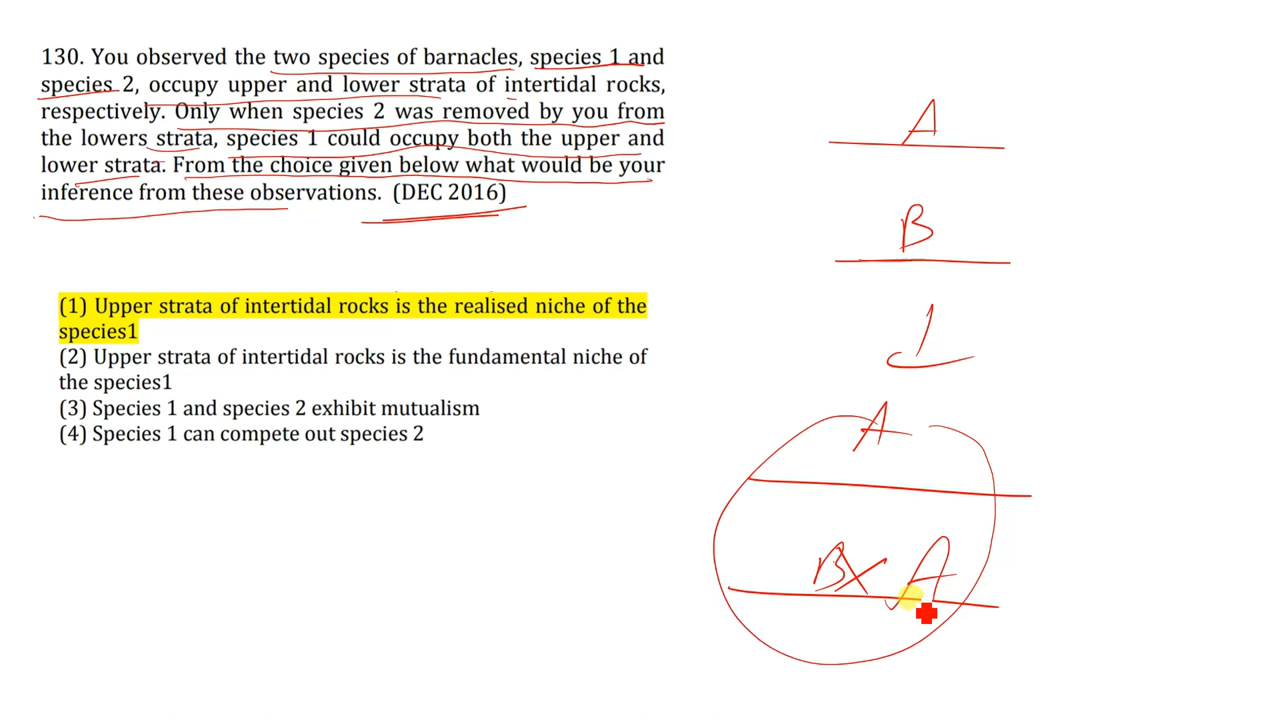 130. You observed the two species of barnacles, species 1 and
species 2, occupy upper and lower strata of intertidal rocks,
respectively. Only when species 2 was removed by you from
the lowers strata, species 1 could occupy both the upper and
lower strata. From the choice given below what would be your
inference from these observations. (DEC 2016)
(1) Upper strata of intertidal rocks is the realised niche of the
species1
(2) Upper strata of intertidal rocks is the fundamental niche of
the species1
(3) Species 1 and species 2 exhibit mutualism
(4) Species 1 can compete out species 2
A
B
A
B A